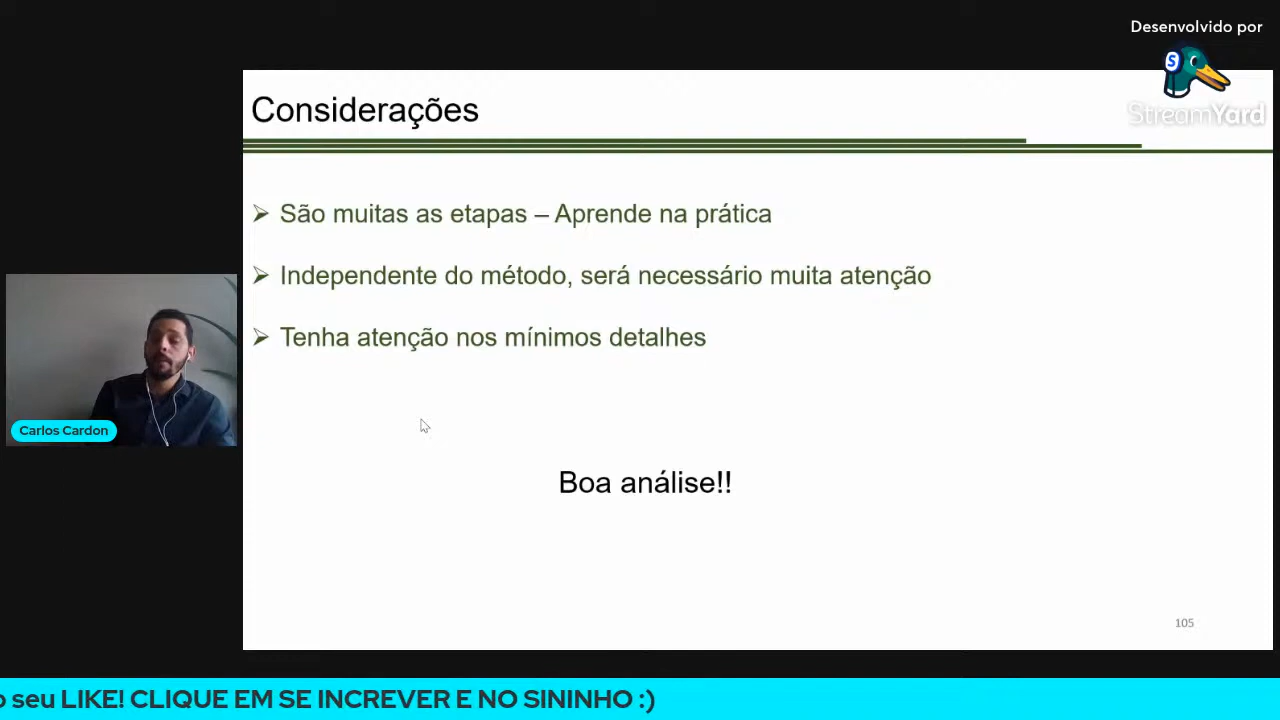 Desenvolvido por
StreamYard
Considerações
São muitas as etapas – Aprende na prática
Independente do método, será necessário muita atenção
Tenha atenção nos mínimos detalhes
Carlos Cardon
Boa análise!!
105
o seu LIKE! CLIQUE EM SE INCREVER E NO SININHO :)